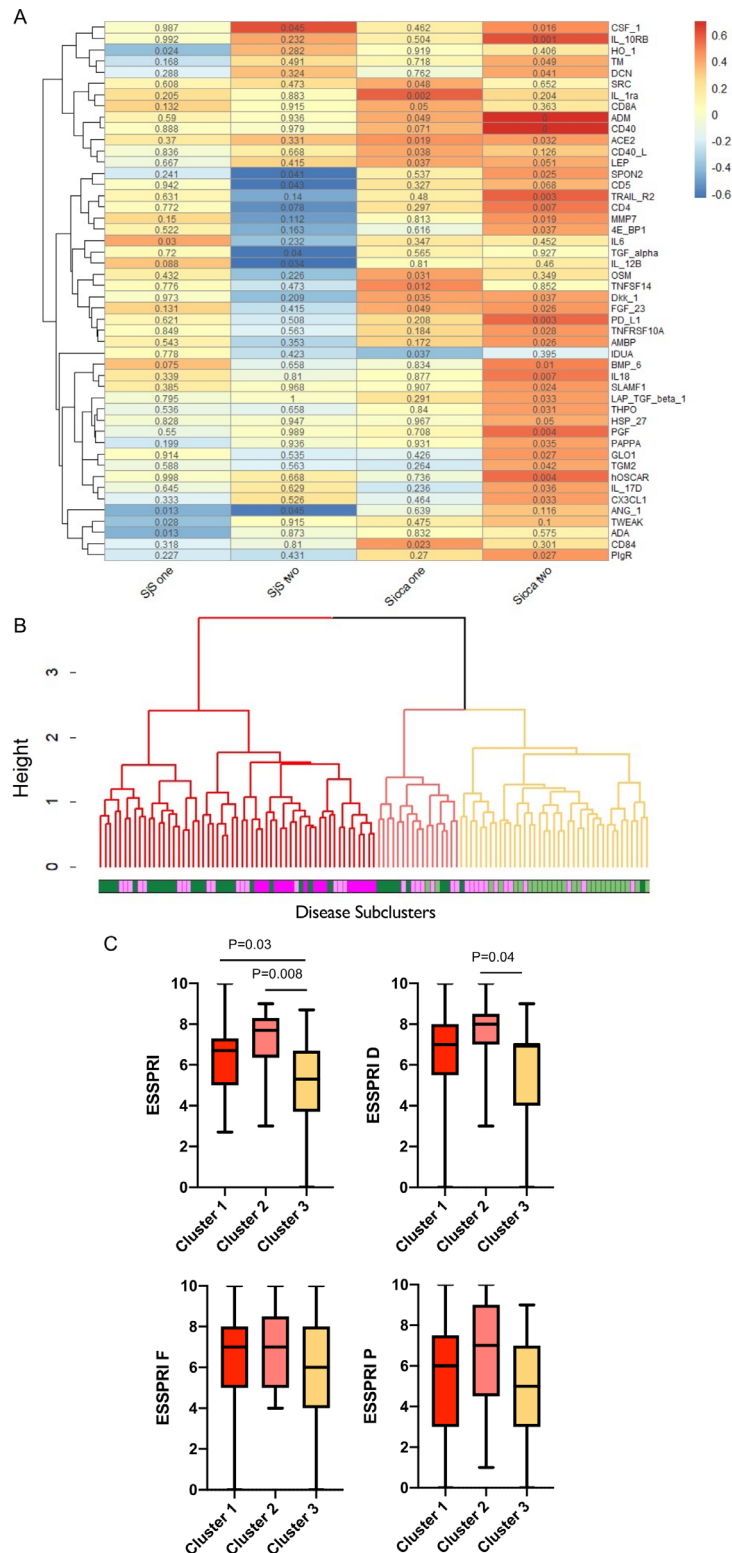 A
0.987 0.045 0.462 0.016 CSF_1
0.992 0.232 0.504 0.001 IL_10RB
0.024 0.282 0.919 0.406 HO_1
0.168 0.491 0.718 0.049 TM
0.288 0.324 0.762 0.041 DCN
0.608 0.473 0.048 0.652 SRC
0.205 0.883 0.002 0.204 IL_1ra
0.132 0.915 0.05 0.363 CD8A
0.59 0.936 0.049 0 ADM
0.888 0.979 0.071 0 CD40
0.37 0.331 0.019 0.032 ACE2
0.836 0.668 0.038 0.126 CD40_L
0.667 0.415 0.037 0.051 LEP
0.241 0.041 0.537 0.025 SPON2
0.942 0.043 0.327 0.068 CD5
0.631 0.14 0.48 0.003 TRAIL_R2
0.772 0.078 0.297 0.007 CD4
0.15 0.112 0.813 0.019 MMP7
0.522 0.163 0.616 0.037 4E_BP1
0.03 0.232 0.347 0.452 IL6
0.72 0.04 0.565 0.927 TGF_alpha
0.088 0.034 0.81 0.46 IL_12B
0.432 0.226 0.031 0.349 OSM
0.776 0.473 0.012 0.852 TNFSF14
0.973 0.209 0.035 0.037 Dkk_1
0.131 0.415 0.049 0.026 FGF_23
0.621 0.508 0.208 0.003 PD_L1
0.849 0.563 0.184 0.028 TNFRSF10A
0.543 0.353 0.172 0.026 AMBP
0.778 0.423 0.037 0.395 IDUA
0.075 0.658 0.834 0.01 BMP_6
0.339 0.81 0.877 0.007 IL18
0.385 0.968 0.907 0.024 SLAMF1
0.795 1 0.291 0.033 LAP_TGF_beta_1
0.536 0.658 0.84 0.031 THPO
0.828 0.947 0.967 0.05 HSP_27
0.55 0.989 0.708 0.004 PGF
0.199 0.936 0.931 0.035 PAPPA
0.914 0.535 0.426 0.027 GLO1
0.588 0.563 0.264 0.042 TGM2
0.998 0.668 0.736 0.004 hOSCAR
0.645 0.629 0.236 0.036 IL_17D
0.333 0.526 0.464 0.033 CX3CL1
0.013 0.045 0.639 0.116 ANG_1
0.028 0.915 0.475 0.1 TWEAK
0.013 0.873 0.832 0.575 ADA
0.318 0.81 0.023 0.301 CD84
0.227 0.431 0.27 0.027 PIgR
SjS one SjS two Sicca one Sicca two
0.6
0.4
0.2
0
-0.2
-0.4
-0.6
B
Height
3
2
1
0
Disease Subclusters
C
P=0.03
P=0.008
ESSPRI
10
8
6
4
2
0
Cluster 1 Cluster 2 Cluster 3
P=0.04
ESSPRI D
10
8
6
4
2
0
Cluster 1 Cluster 2 Cluster 3
ESSPRI F
10
8
6
4
2
0
Cluster 1 Cluster 2 Cluster 3
ESSPRI P
10
8
6
4
2
0
Cluster 1 Cluster 2 Cluster 3